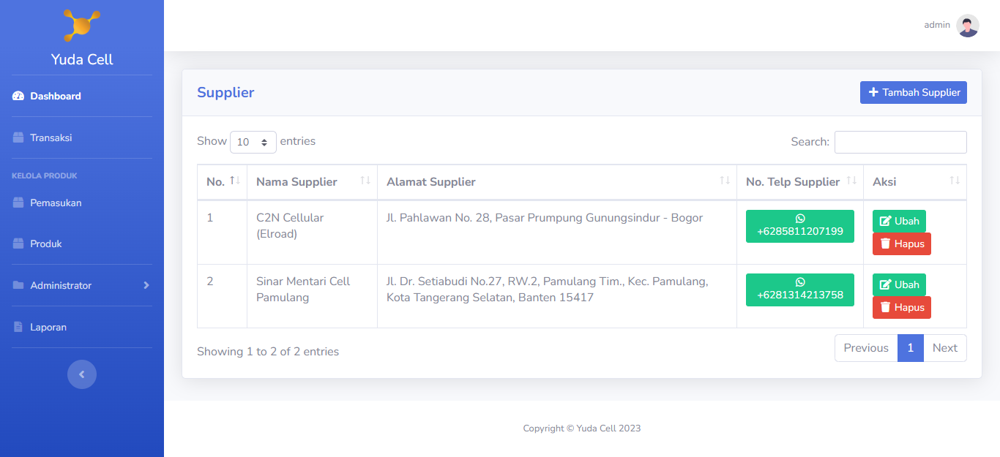 Yuda Cell
Dashboard
Transaksi
KELOLA PRODUK
Pemasukan
Produk
Administrator
Laporan
admin
Supplier
Tambah Supplier
Show 10 entries
Search:
No. Nama Supplier Alamat Supplier No. Telp Supplier Aksi
1 C2N Cellular Jl. Pahlawan No. 28, Pasar Prumpung Gunungsindur - Bogor
(Elroad) +6285811207199
Ubah
Hapus
2 Sinar Mentari Cell Jl. Dr. Setiabudi No.27, RW.2, Pamulang Tim., Kec. Pamulang,
Pamulang Kota Tangerang Selatan, Banten 15417 +6281314213758
Ubah
Hapus
Showing 1 to 2 of 2 entries
Previous 1 Next
Copyright © Yuda Cell 2023